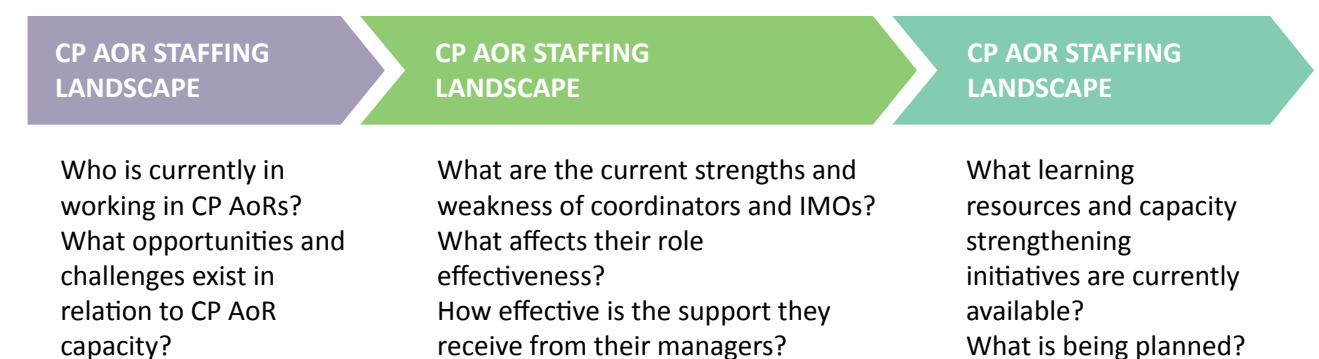 CP AOR STAFFING
LANDSCAPE
Who is currently in
working in CP AoRs?
What opportunities and
challenges exist in
relation to CP AoR
capacity?
CP AOR STAFFING
LANDSCAPE
What are the current strengths and
weakness of coordinators and IMOs?
What affects their role
effectiveness?
How effective is the support they
receive from their managers?
CP AOR STAFFING
LANDSCAPE
What learning
resources and capacity
strengthening
initiatives are currently
available?
What is being planned?